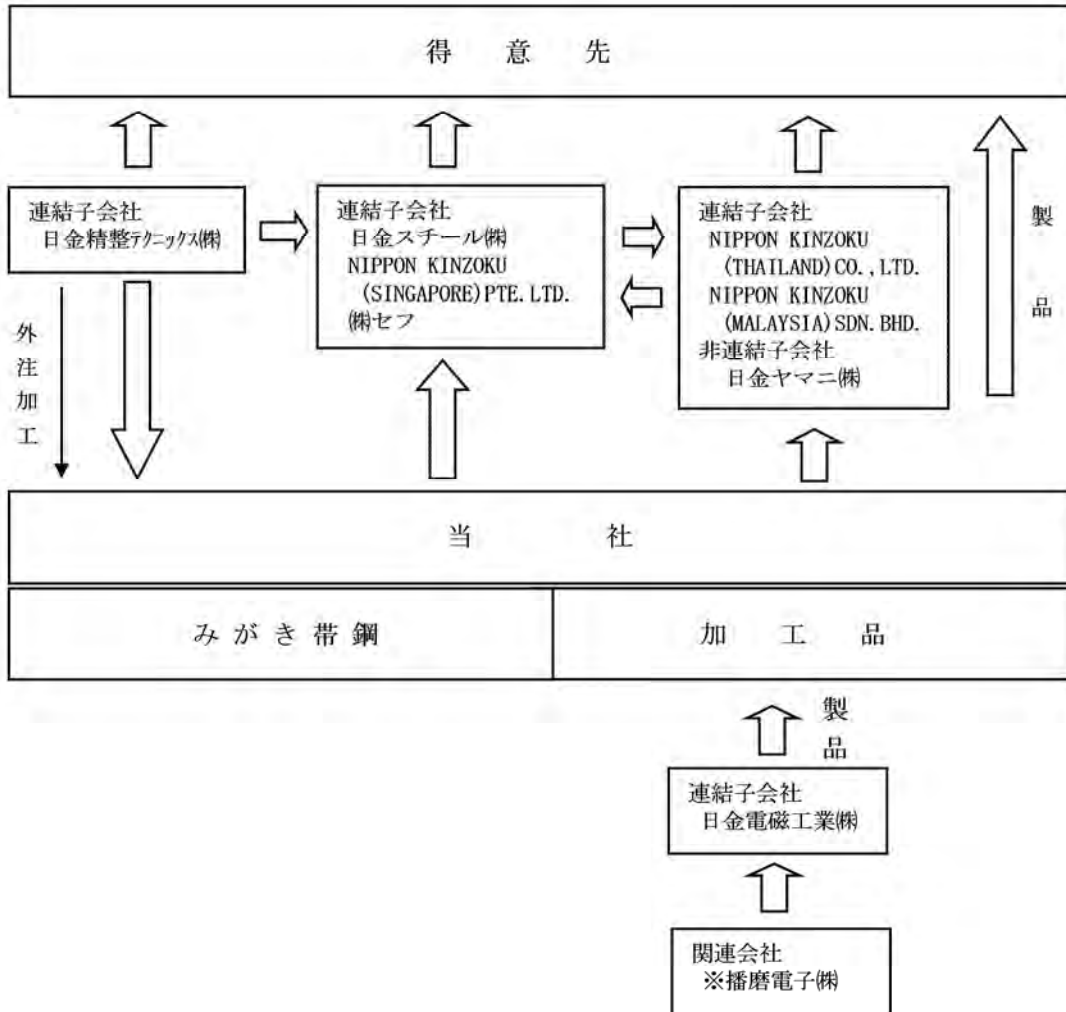 得意先
連結子会社
日金精整テクニックス㈱
連結子会社
日金スチール㈱
NIPPON KINZOKU
(SINGAPORE)PTE.LTD.
㈱セフ
連結子会社
NIPPON KINZOKU
(THAILAND)CO.,LTD.
NIPPON KINZOKU
(MALAYSIA)SDN.BHD.
非連結子会社
日金ヤマニ㈱
製品
外注加工
当社
みがき帯鋼
加工品
製品
連結子会社
日金電磁工業㈱
関連会社
※播磨電子㈱